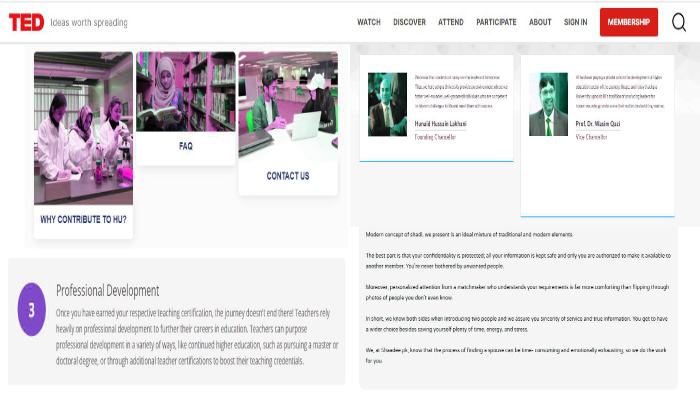 TED Ideas worth spreading
WATCH DISCOVER ATTEND PARTICIPATE ABOUT SIGN IN MEMBERSHIP
WHY CONTRIBUTE TO HU?
FAQ
CONTACT US
Hunaid Hussain Lakhani
Founding Chancellor
Prof. Dr. Wasim Qazi
Vice Chancellor
3
Professional Development
Once you have earned your respective teaching certification, the journey doesn't end there! Teachers rely
heavily on professional development to further their careers in education. Teachers can purpose
professional development in a variety of ways, like continued higher education, such as pursuing a master or
doctoral degree, or through additional teacher certifications to boost their teaching credentials.
Modern concept of shadi, we present is an ideal mixture of traditional and modern elements.
The best part is that your confidentiality is protected; all your information is kept safe and only you are authorized to make it available to
another member. You're never bothered by unwanted people.
Moreover, personalized attention from a matchmaker who understands your requirements is far more comforting than flipping through
photos of people you don't even know.
In short, we know both sides when introducing two people and we assure you sincerity of service and true information. You get to have
a wider choice besides saving yourself plenty of time, energy, and stress.
We, at Shaadee.pk, know that the process of finding a spouse can be time- consuming and emotionally exhausting, so we do the work
for you.